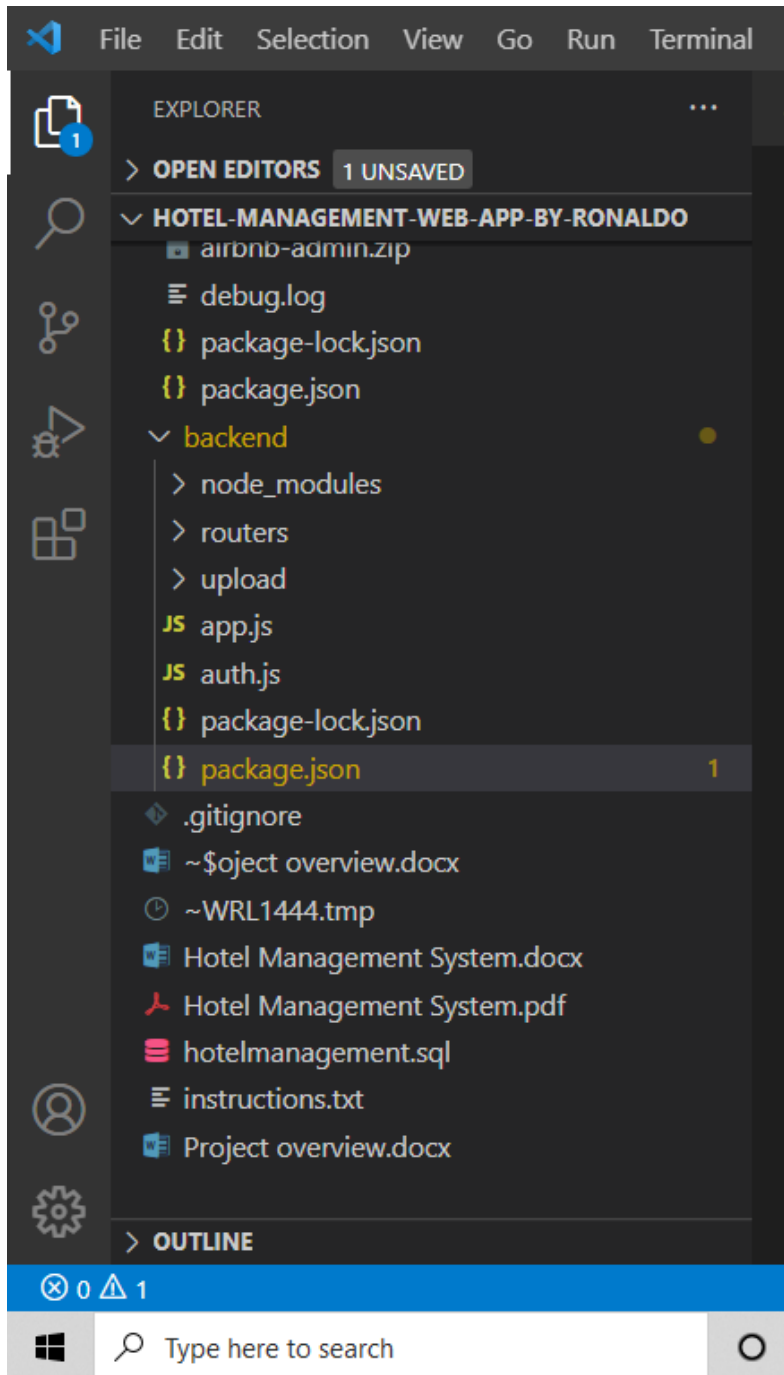 File Edit Selection View Go Run Terminal
EXPLORER ...
1
OPEN EDITORS 1 UNSAVED
HOTEL-MANAGEMENT-WEB-APP-BY-RONALDO
airbnb-admin.zip
debug.log
{} package-lock.json
{} package.json
backend
node_modules
routers
upload
JS app.js
JS auth.js
{} package-lock.json
{} package.json 1
.gitignore
~$oject overview.docx
~WRL1444.tmp
Hotel Management System.docx
Hotel Management System.pdf
hotelmanagement.sql
instructions.txt
Project overview.docx
OUTLINE
0 1
Type here to search